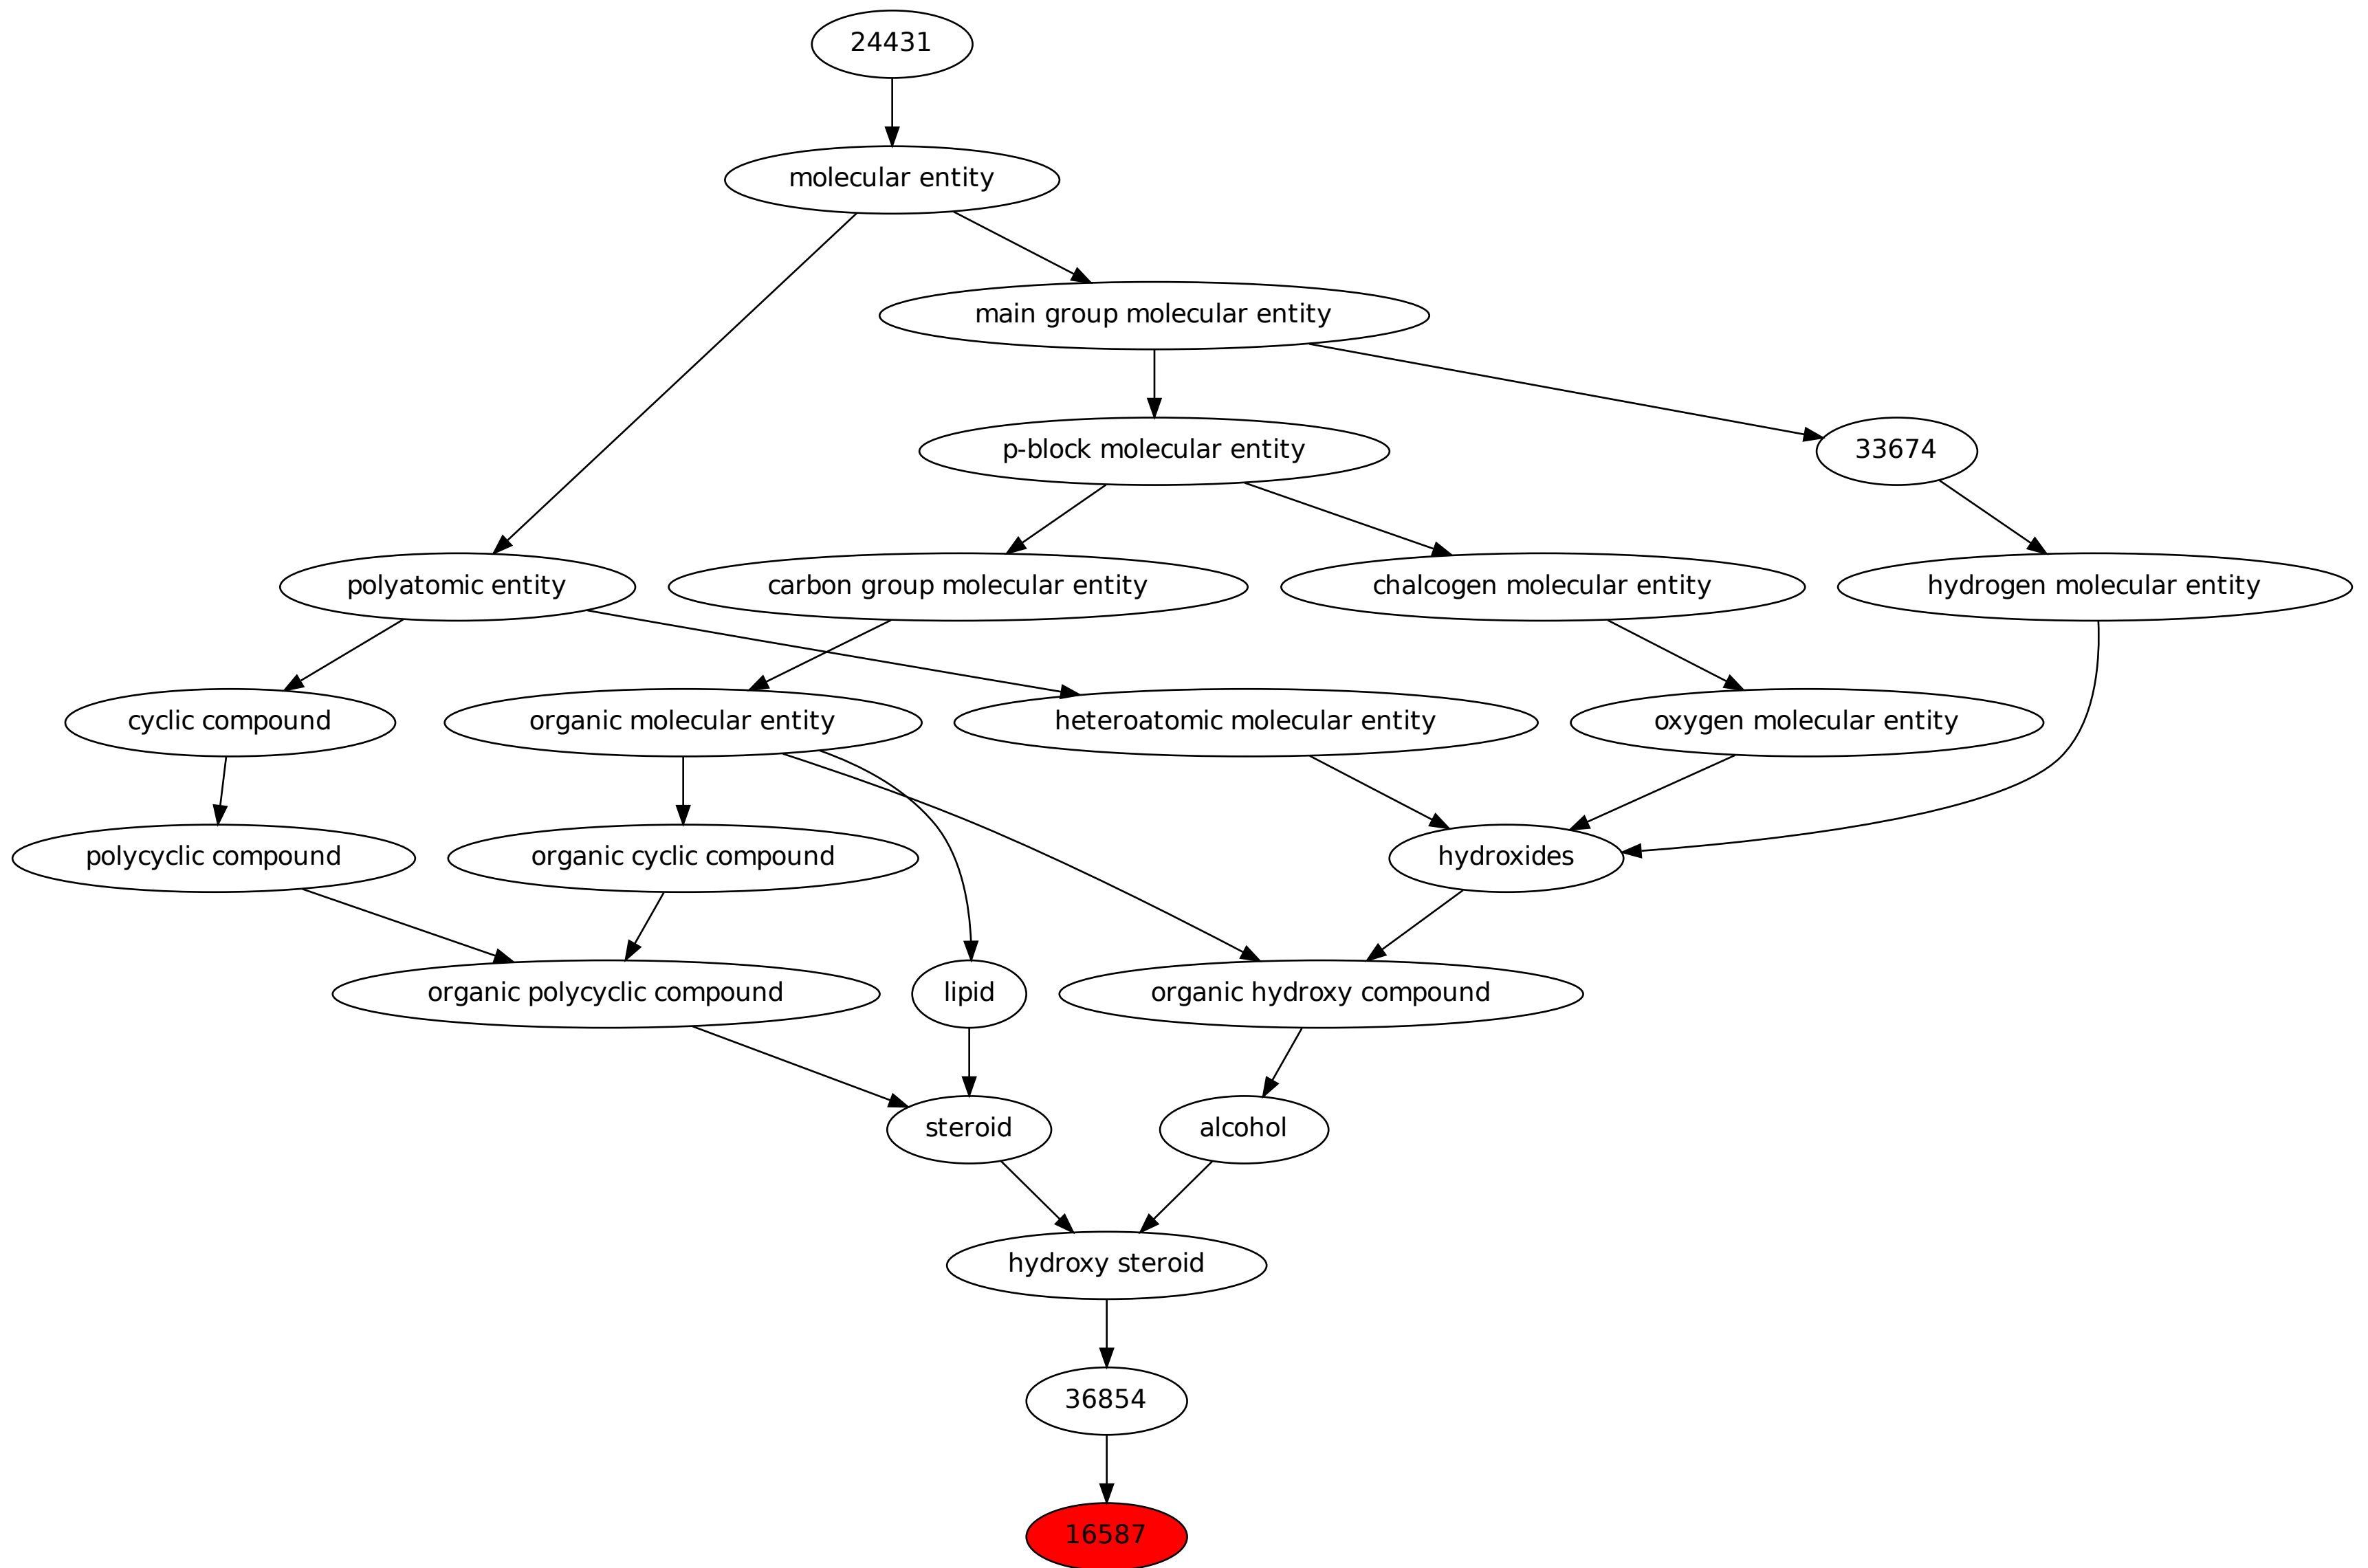 24431
molecular entity
main group molecular entity
p-block molecular entity
33674
polyatomic entity
carbon group molecular entity
chalcogen molecular entity
hydrogen molecular entity
cyclic compound
organic molecular entity
heteroatomic molecular entity
oxygen molecular entity
polycyclic compound
organic cyclic compound
hydroxides
organic polycyclic compound
lipid
organic hydroxy compound
steroid
alcohol
hydroxy steroid
36854
16587